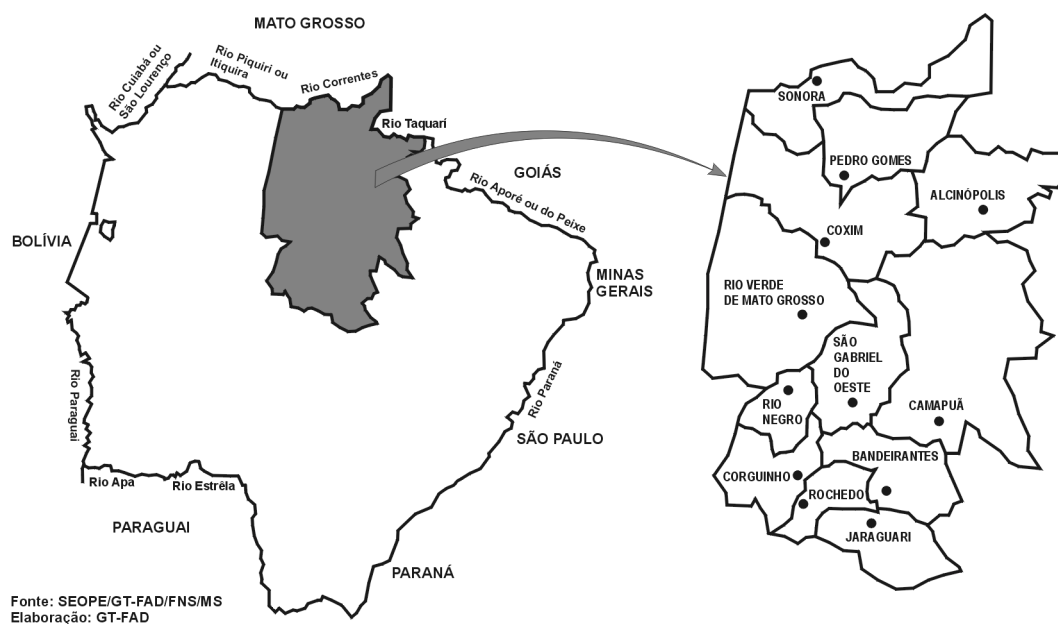 MATO GROSSO
Rio Cuiabá ou
São Lourenço
Rio Piquiri ou
Itiquira
Rio Correntes
Rio Taquarí
GOIÁS
Rio Aporé ou do Peixe
BOLÍVIA
MINAS
GERAIS
Rio Paraguai
Rio Paraná
SÃO PAULO
Rio Apa
Rio Estrêla
PARAGUAI
PARANÁ
Fonte: SEOPE/GT-FAD/FNS/MS
Elaboração: GT-FAD
SONORA
PEDRO GOMES
ALCINÓPOLIS
COXIM
RIO VERDE
DE MATO GROSSO
SÃO
GABRIEL
DO
OESTE
RIO
NEGRO
CAMAPUÃ
BANDEIRANTES
CORGUINHO
ROCHEDO
JARAGUARI